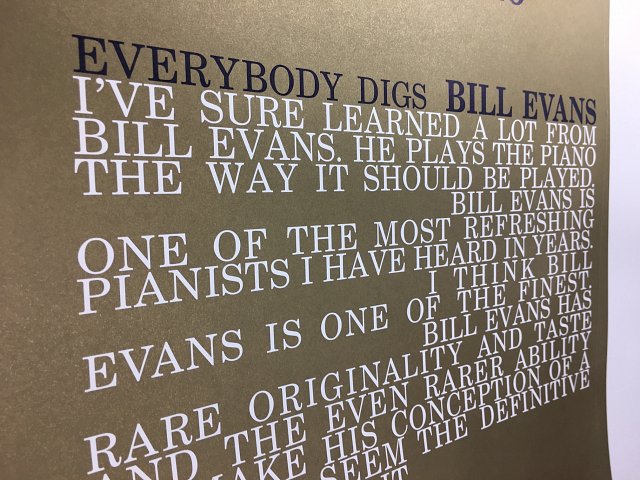 EVERYBODY DIGS BILL EVANS
I'VE SURE LEARNED A LOT FROM
BILL EVANS. HE PLAYS THE PIANO
THE WAY IT SHOULD BE PLAYED.
BILL EVANS IS
ONE OF THE MOST REFRESHING
PIANISTS I HAVE HEARD IN YEARS.
I THINK BILL
EVANS IS ONE OF THE FINEST.
BILL EVANS HAS
RARE ORIGINALITY AND TASTE
AND THE EVEN RARER ABILITY
MAKE HIS CONCEPTION OF A
SEEM THE DEFINITIVE
IT